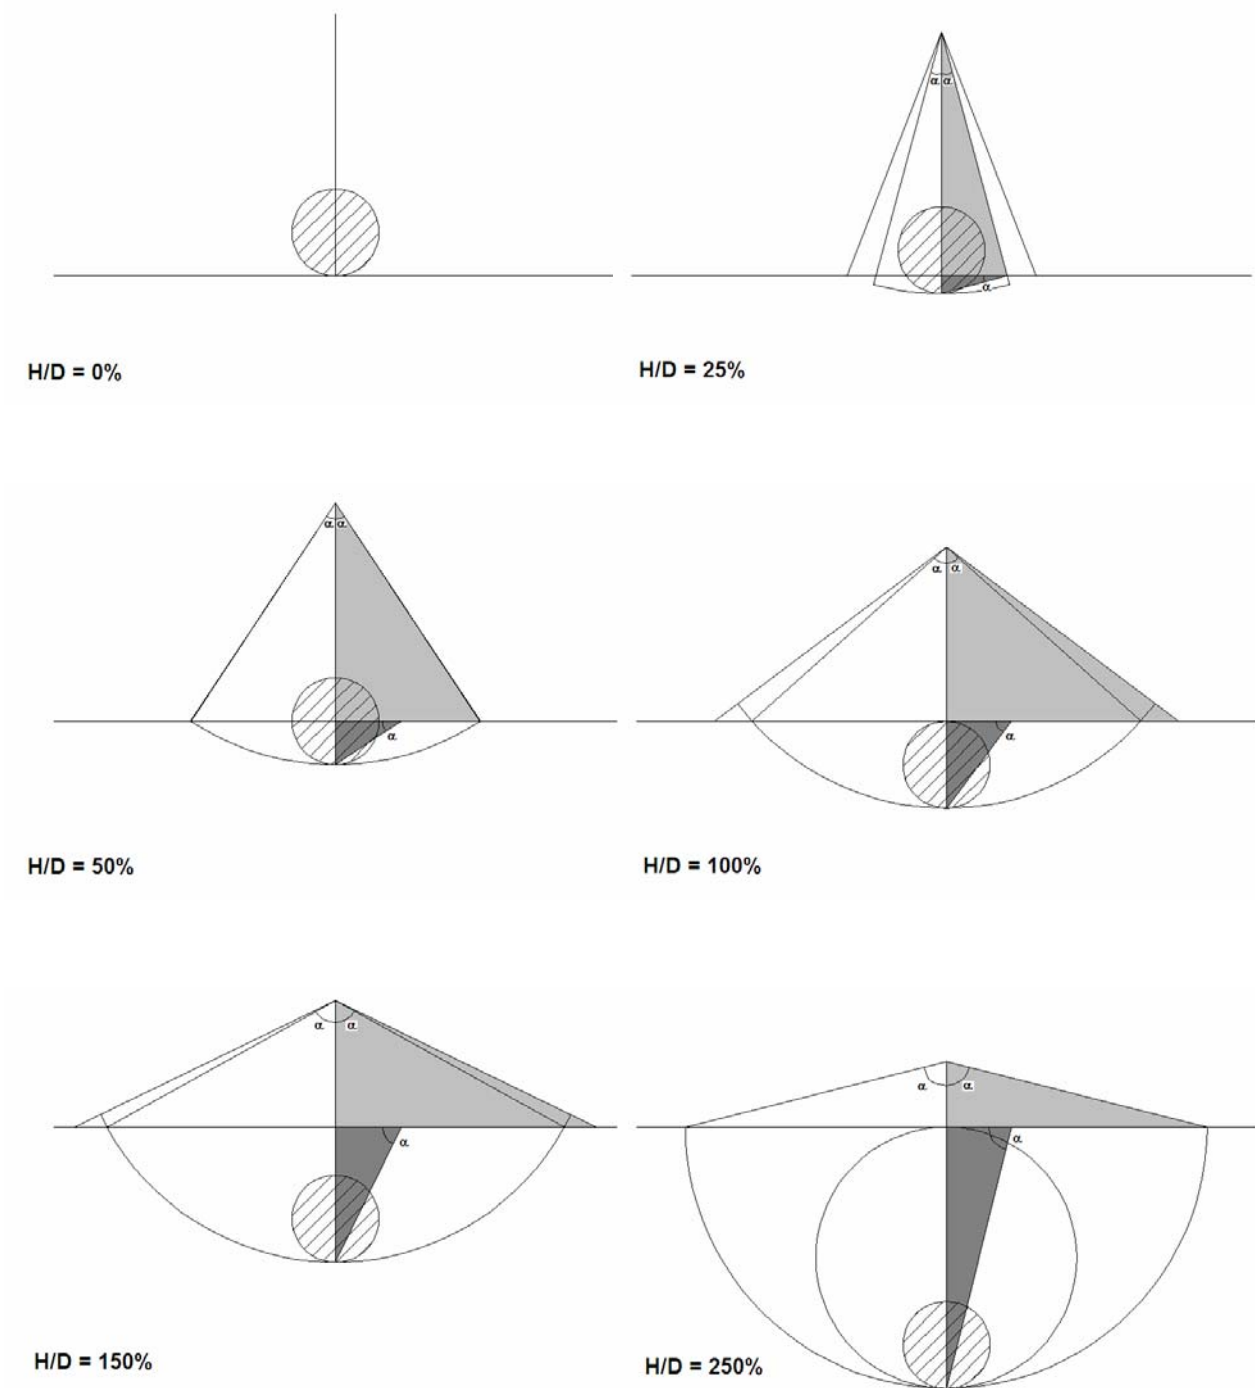 α α
α
H/D = 0%
H/D = 25%
α α
α
α α
α
H/D = 50%
H/D = 100%
α α
α
α α
α
H/D = 150%
H/D = 250%